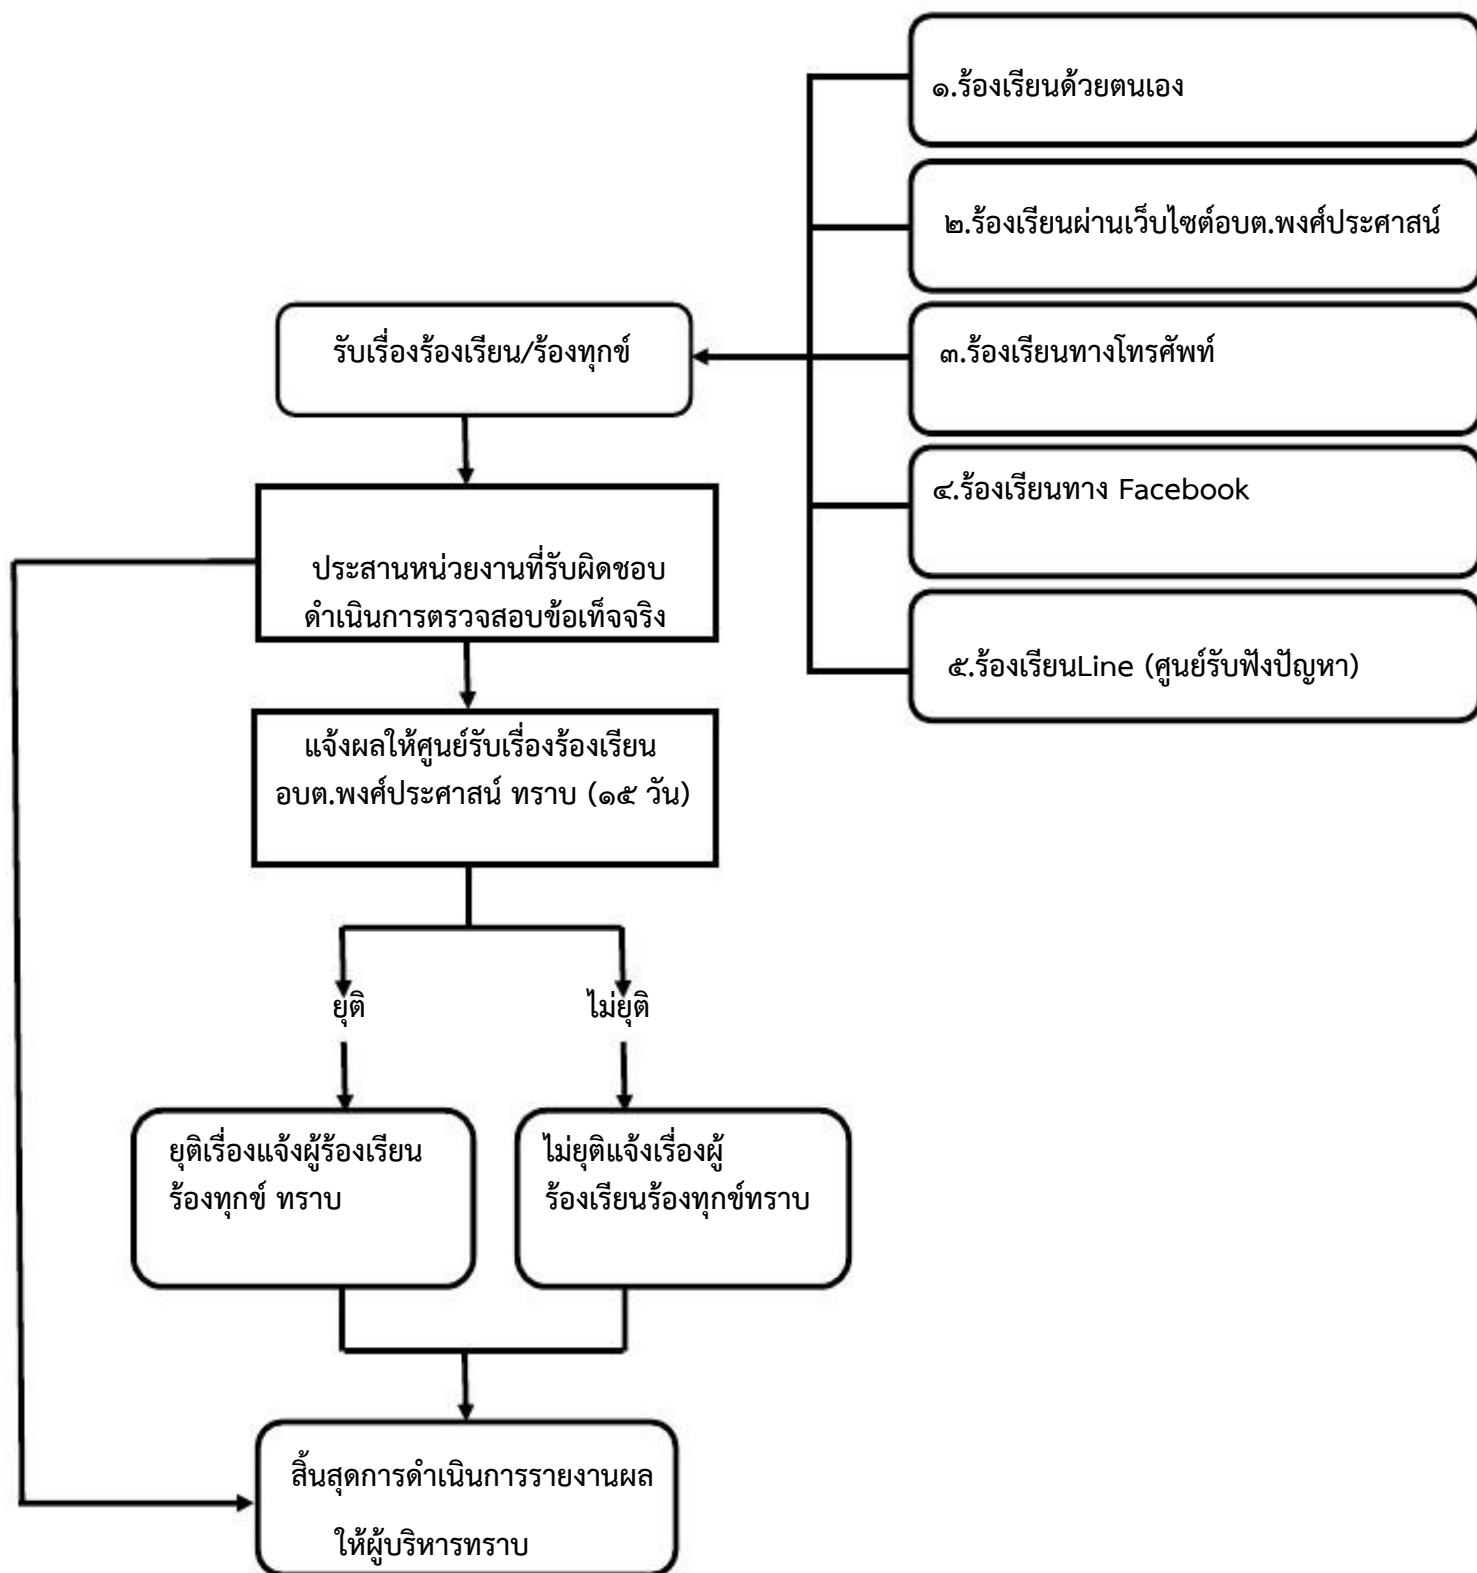 ๑.ร้องเรียนด้วยตนเอง
๒.ร้องเรียนผ่านเว็บไซต์อบต.พงศ์ประศาสน์
รับเรื่องร้องเรียน/ร้องทุกข์
๓.ร้องเรียนทางโทรศัพท์
๔.ร้องเรียนทาง Facebook
๕.ร้องเรียนLine (ศูนย์รับฟังปัญหา)
ประสานหน่วยงานที่รับผิดชอบ
ดำเนินการตรวจสอบข้อเท็จจริง
แจ้งผลให้ศูนย์รับเรื่องร้องเรียน
อบต.พงศ์ประศาสน์ ทราบ (๑๕ วัน)
ยุติ
ไม่ยุติ
ยุติเรื่องแจ้งผู้ร้องเรียน
ร้องทุกข์ ทราบ
ไม่ยุติแจ้งเรื่องผู้
ร้องเรียนร้องทุกข์ทราบ
สิ้นสุดการดำเนินการรายงานผล
ให้ผู้บริหารทราบ